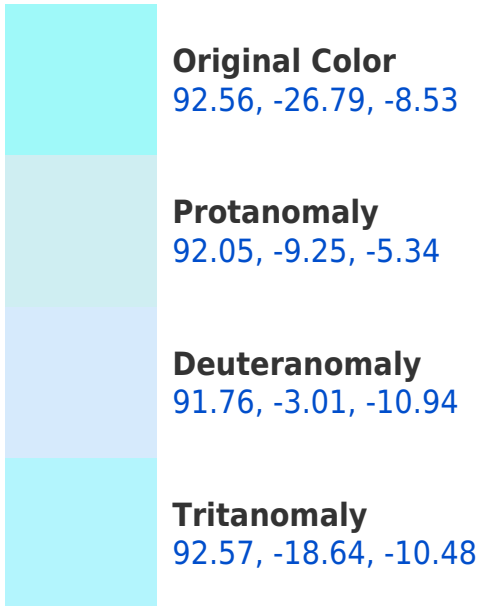 Original Color
92.56, -26.79, -8.53
Protanomaly
92.05, -9.25, -5.34
Deuteranomaly
91.76, -3.01, -10.94
Tritanomaly
92.57, -18.64, -10.48